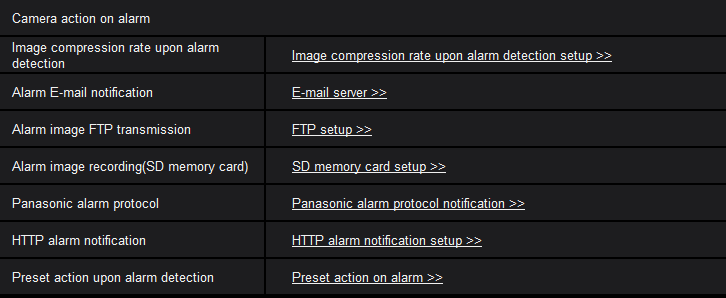 Camera action on alarm
Image compression rate upon alarm
detection
Image compression rate upon alarm detection setup >>
Alarm E-mail notification
E-mail server >>
Alarm image FTP transmission
FTP setup >>
Alarm image recording(SD memory card)
SD memory card setup >>
Panasonic alarm protocol
Panasonic alarm protocol notification >>
HTTP alarm notification
HTTP alarm notification setup >>
Preset action upon alarm detection
Preset action on alarm >>